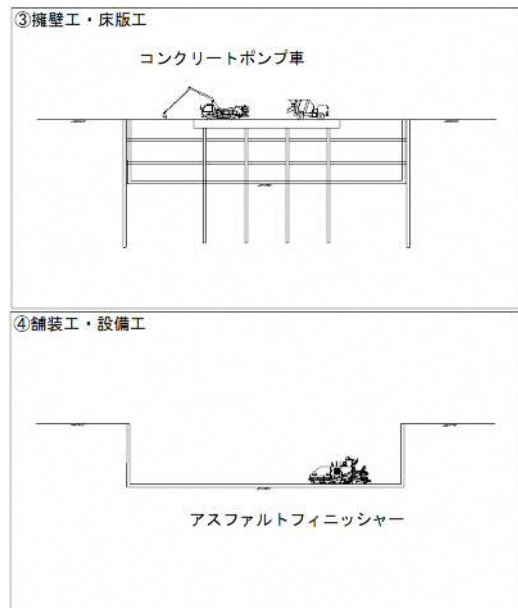 ③擁壁工・床版工
コンクリートポンプ車
④舗装工・設備工
アスファルトフィニッシャー